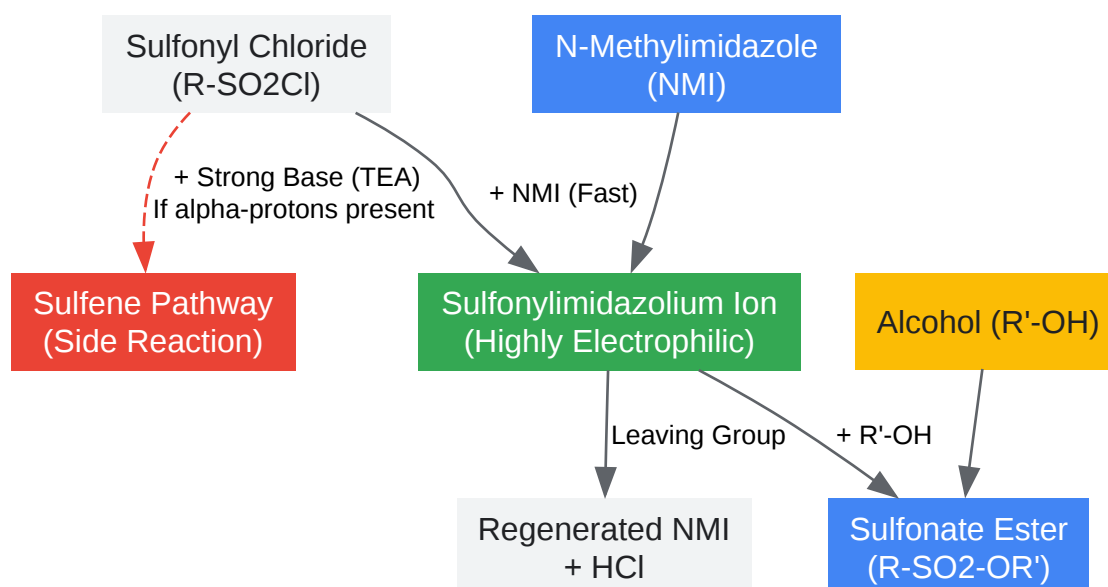 Sulfonyl Chloride
(R-SO2Cl)
N-Methylimidazole
(NMI)
+ Strong Base (TEA)
If alpha-protons present
+ NMI (Fast)
Sulfene Pathway
(Side Reaction)
Sulfonylimidazolium Ion
(Highly Electrophilic)
Alcohol (R'-OH)
Leaving Group
+ R'-OH
Regenerated NMI
+ HCl
Sulfonate Ester
(R-SO2-OR')